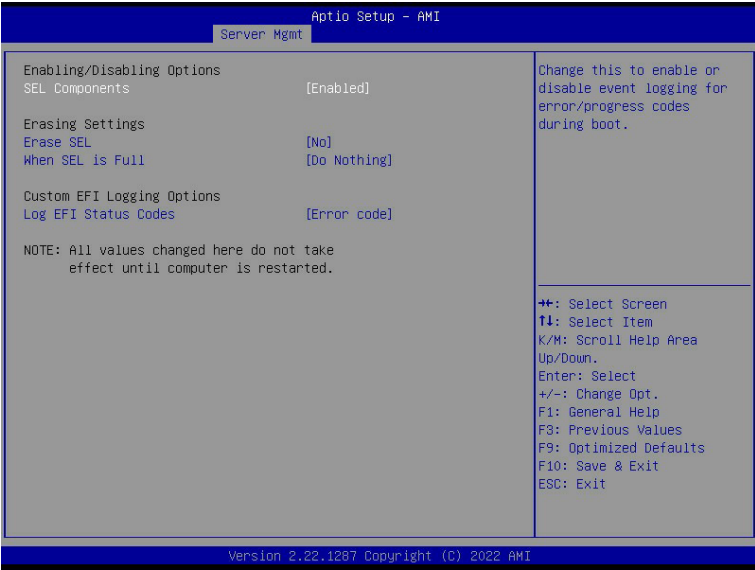 Aptio Setup – AMI
Server Mgmt
Enabling/Disabling Options
SEL Components [Enabled]
Erasing Settings
Erase SEL [No]
When SEL is Full [Do Nothing]
Custom EFI Logging Options
Log EFI Status Codes [Error code]
NOTE: All values changed here do not take
effect until computer is restarted.
Change this to enable or
disable event logging for
error/progress codes
during boot.
→←: Select Screen
↑↓: Select Item
K/M: Scroll Help Area
Up/Down.
Enter: Select
+/-: Change Opt.
F1: General Help
F3: Previous Values
F9: Optimized Defaults
F10: Save & Exit
ESC: Exit
Version 2.22.1287 Copyright (C) 2022 AMI